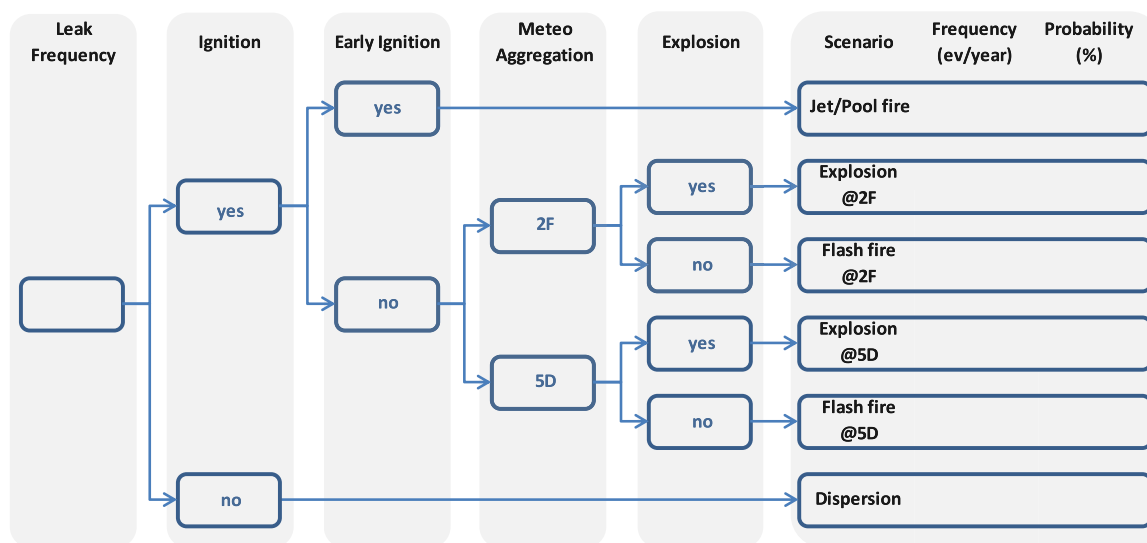 Leak
Frequency
Ignition
Early Ignition
Meteo
Aggregation
Explosion
Scenario
Frequency
(ev/year)
Probability
(%)
yes
Jet/Pool fire
yes
Explosion
@2F
yes
2F
no
Flash fire
@2F
no
yes
Explosion
@5D
5D
no
Flash fire
@5D
no
Dispersion